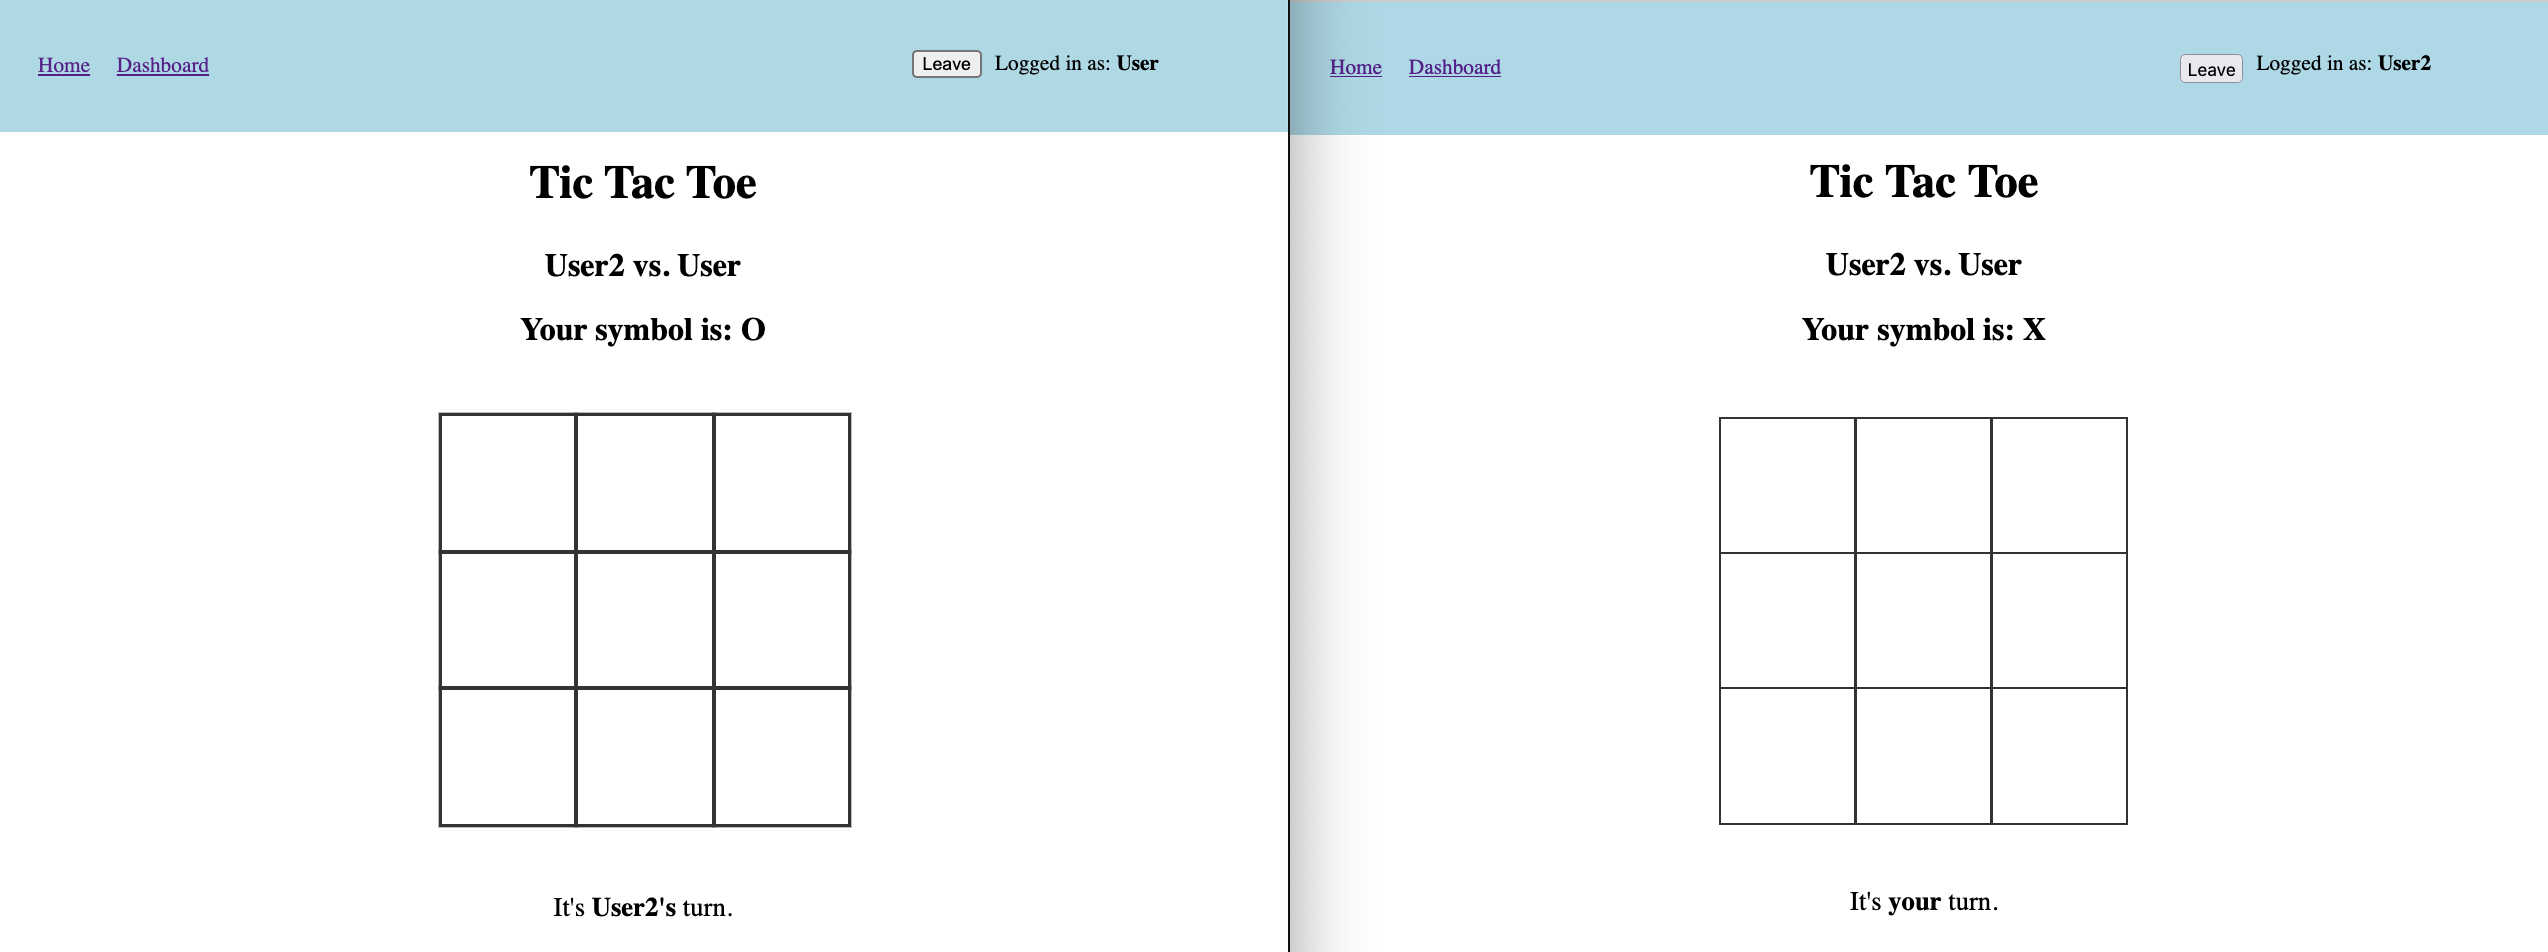 Home Dashboard Leave Logged in as: User
Tic Tac Toe
User2 vs. User
Your symbol is: O
It's User2's turn.
Home Dashboard Leave Logged in as: User2
Tic Tac Toe
User2 vs. User
Your symbol is: X
It's your turn.